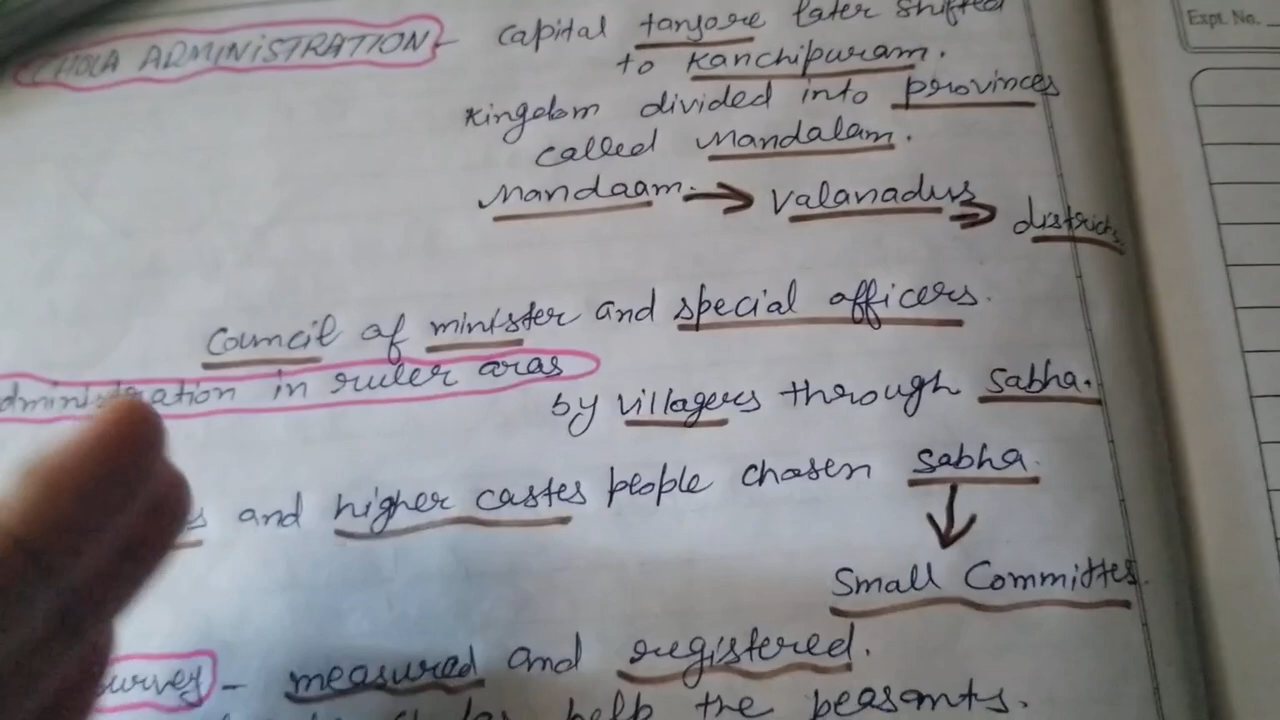 CHOLA ADMINISTRATION - Capital tanjore later shifted
to Kanchipuram.
Expt. No.
Kingdom divided into provinces
called Mandalam.
Mandaam. → Valanadus → districts.
Council of minister and special officers.
administration in ruler aras
by villagers through sabha.
and higher castes people chosen sabha.
↓
Small Committes.
survey - measured and registered.
help the peasants.